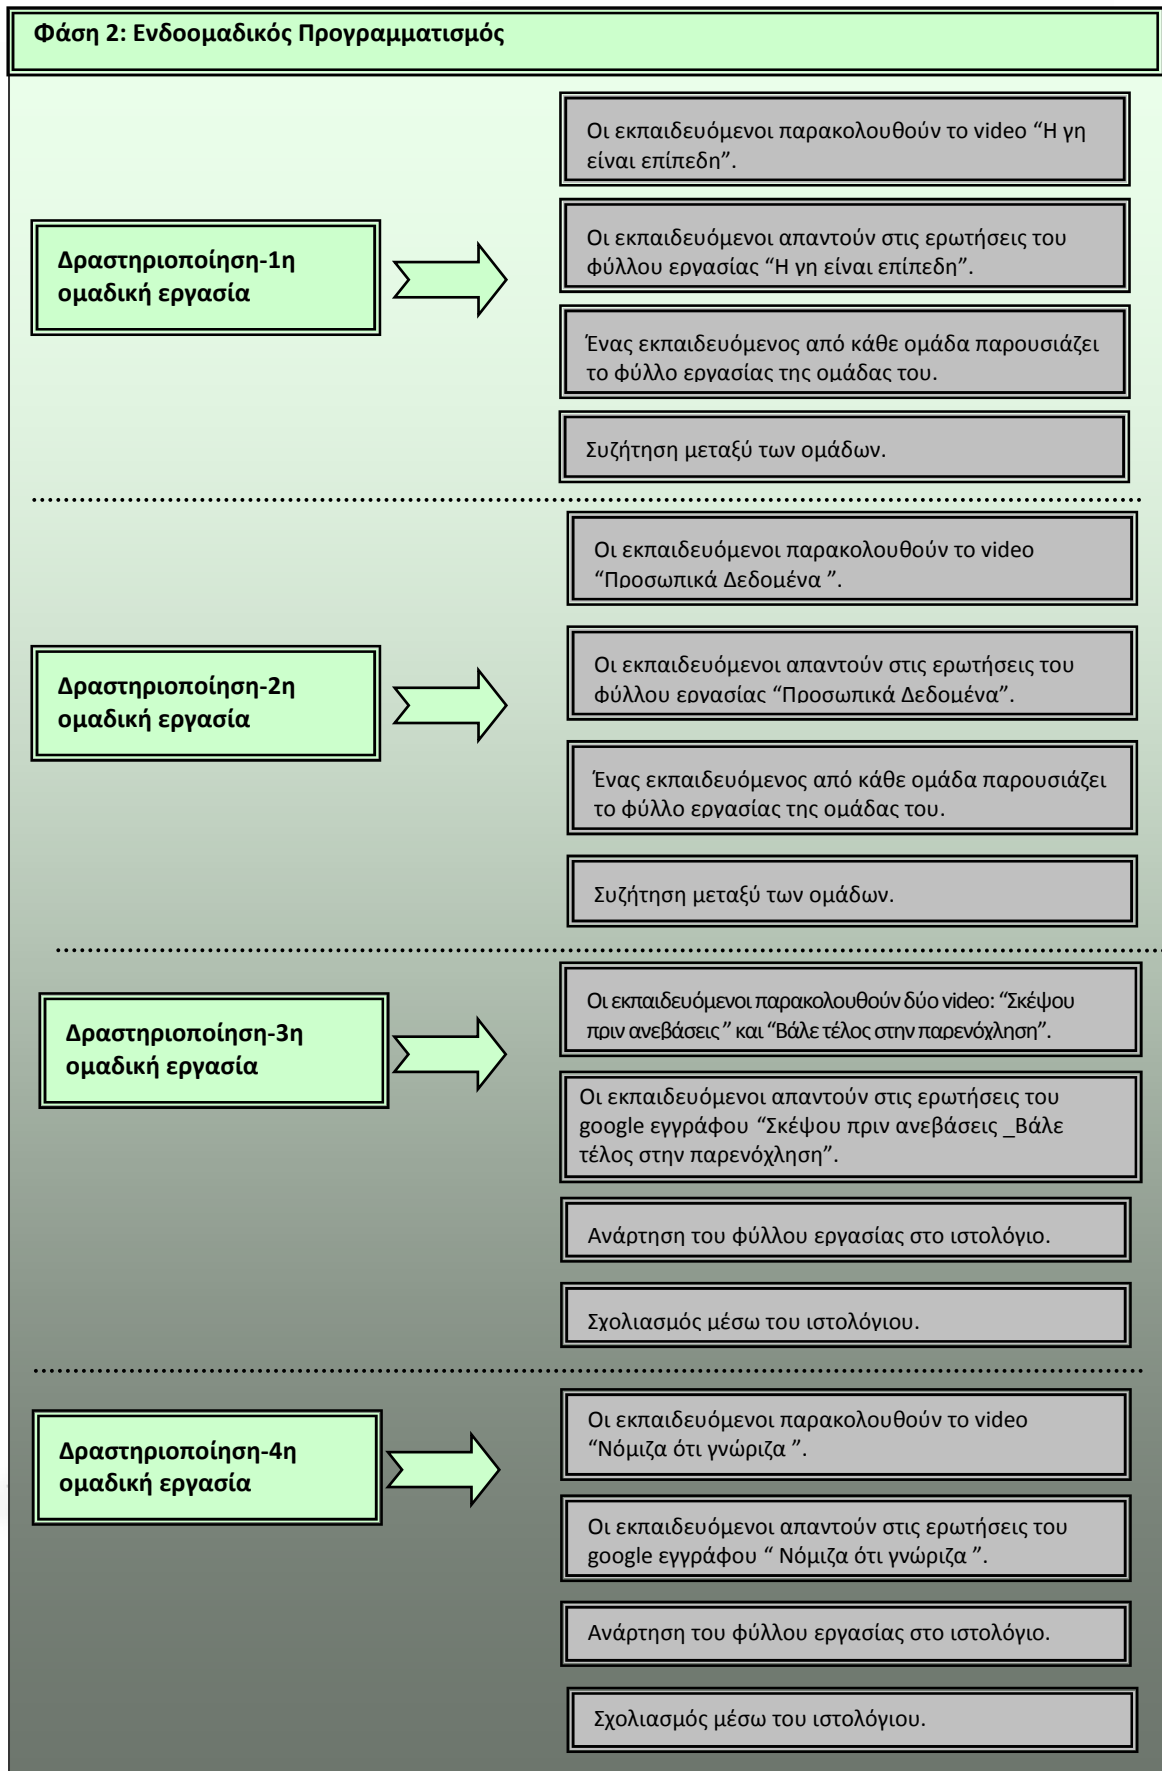 Φάση 2: Ενδοομαδικός Προγραμματισμός
Οι εκπαιδευόμενοι παρακολουθούν το video “Η γη
είναι επίπεδη”.
Δραστηριοποίηση-1η
ομαδική εργασία
Οι εκπαιδευόμενοι απαντούν στις ερωτήσεις του
φύλλου εργασίας “Η γη είναι επίπεδη”.
Ένας εκπαιδευόμενος από κάθε ομάδα παρουσιάζει
το φύλλο εργασίας της ομάδας του.
Συζήτηση μεταξύ των ομάδων.
Οι εκπαιδευόμενοι παρακολουθούν το video
“Προσωπικά Δεδομένα ”.
Δραστηριοποίηση-2η
ομαδική εργασία
Οι εκπαιδευόμενοι απαντούν στις ερωτήσεις του
φύλλου εργασίας “Προσωπικά Δεδομένα”.
Ένας εκπαιδευόμενος από κάθε ομάδα παρουσιάζει
το φύλλο εργασίας της ομάδας του.
Συζήτηση μεταξύ των ομάδων.
Δραστηριοποίηση-3η
ομαδική εργασία
Οι εκπαιδευόμενοι παρακολουθούν δύο video: “Σκέψου
πριν ανεβάσεις ” και “Βάλε τέλος στην παρενόχληση”.
Οι εκπαιδευόμενοι απαντούν στις ερωτήσεις του
google εγγράφου “Σκέψου πριν ανεβάσεις _Βάλε
τέλος στην παρενόχληση”.
Ανάρτηση του φύλλου εργασίας στο ιστολόγιο.
Σχολιασμός μέσω του ιστολόγιου.
Δραστηριοποίηση-4η
ομαδική εργασία
Οι εκπαιδευόμενοι παρακολουθούν το video
“Νόμιζα ότι γνώριζα ”.
Οι εκπαιδευόμενοι απαντούν στις ερωτήσεις του
google εγγράφου “ Νόμιζα ότι γνώριζα ”.
Ανάρτηση του φύλλου εργασίας στο ιστολόγιο.
Σχολιασμός μέσω του ιστολόγιου.